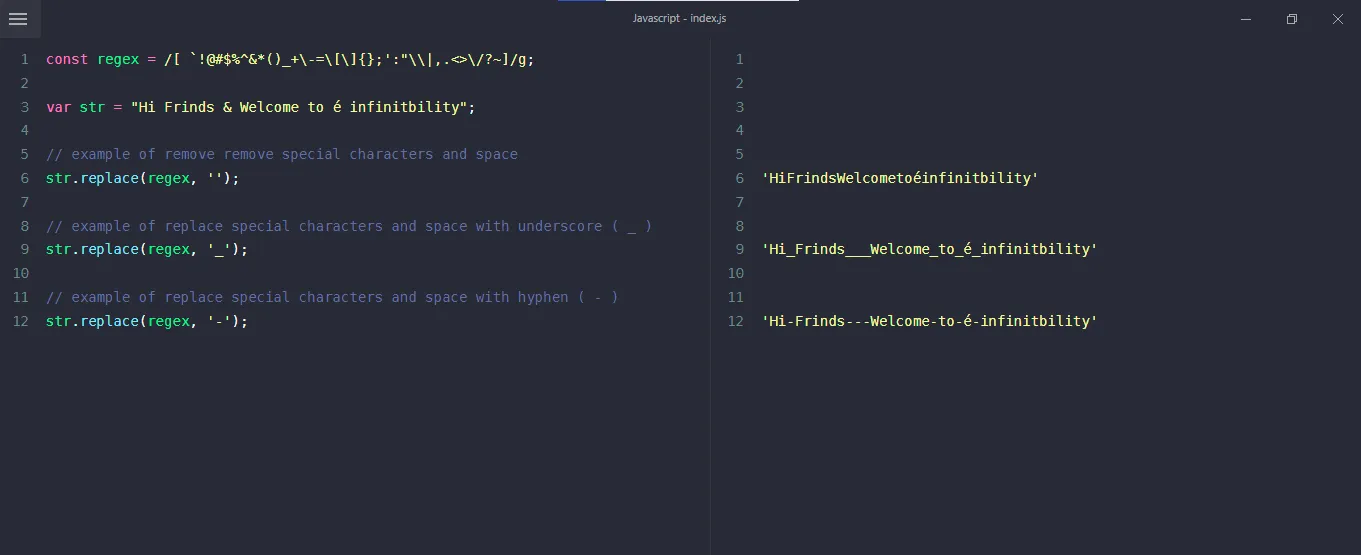 Javascript - index.js
1 const regex = /[ `!@#$%^&*()_+\-=\[\]{};':"\\|,.<>\/?~]/g;
2
3 var str = "Hi Frinds & Welcome to é infinitbility";
4
5 // example of remove remove special characters and space
6 str.replace(regex, '');
7
8 // example of replace special characters and space with underscore ( _ )
9 str.replace(regex, '_');
10
11 // example of replace special characters and space with hyphen ( - )
12 str.replace(regex, '-');
1
2
3
4
5
6 'HiFrindsWelcometoéinfinitbility'
7
8
9 'Hi_Frinds___Welcome_to_é_infinitbility'
10
11
12 'Hi-Frinds---Welcome-to-é-infinitbility'